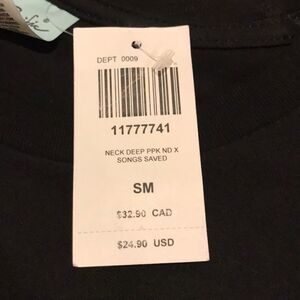 DEPT 0009
11777741
NECK DEEP PPK ND X
SONGS SAVED
SM
$32.90 CAD
$24.90 USD